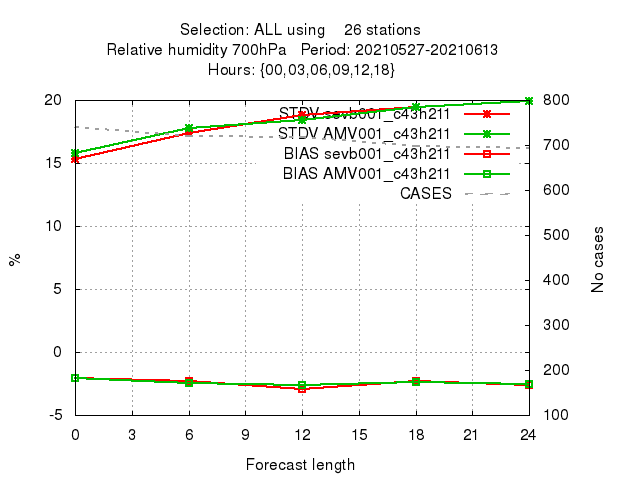 Selection: ALL using 26 stations
Relative humidity 700hPa Period: 20210527-20210613
Hours: {00,03,06,09,12,18}
STDV sevb001_c43h211
STDV AMV001_c43h211
BIAS sevb001_c43h211
BIAS AMV001_c43h211
CASES
20
15
10
5
0
-5
%
800
700
600
500
400
300
200
100
No cases
0 3 6 9 12 15 18 21 24
Forecast length